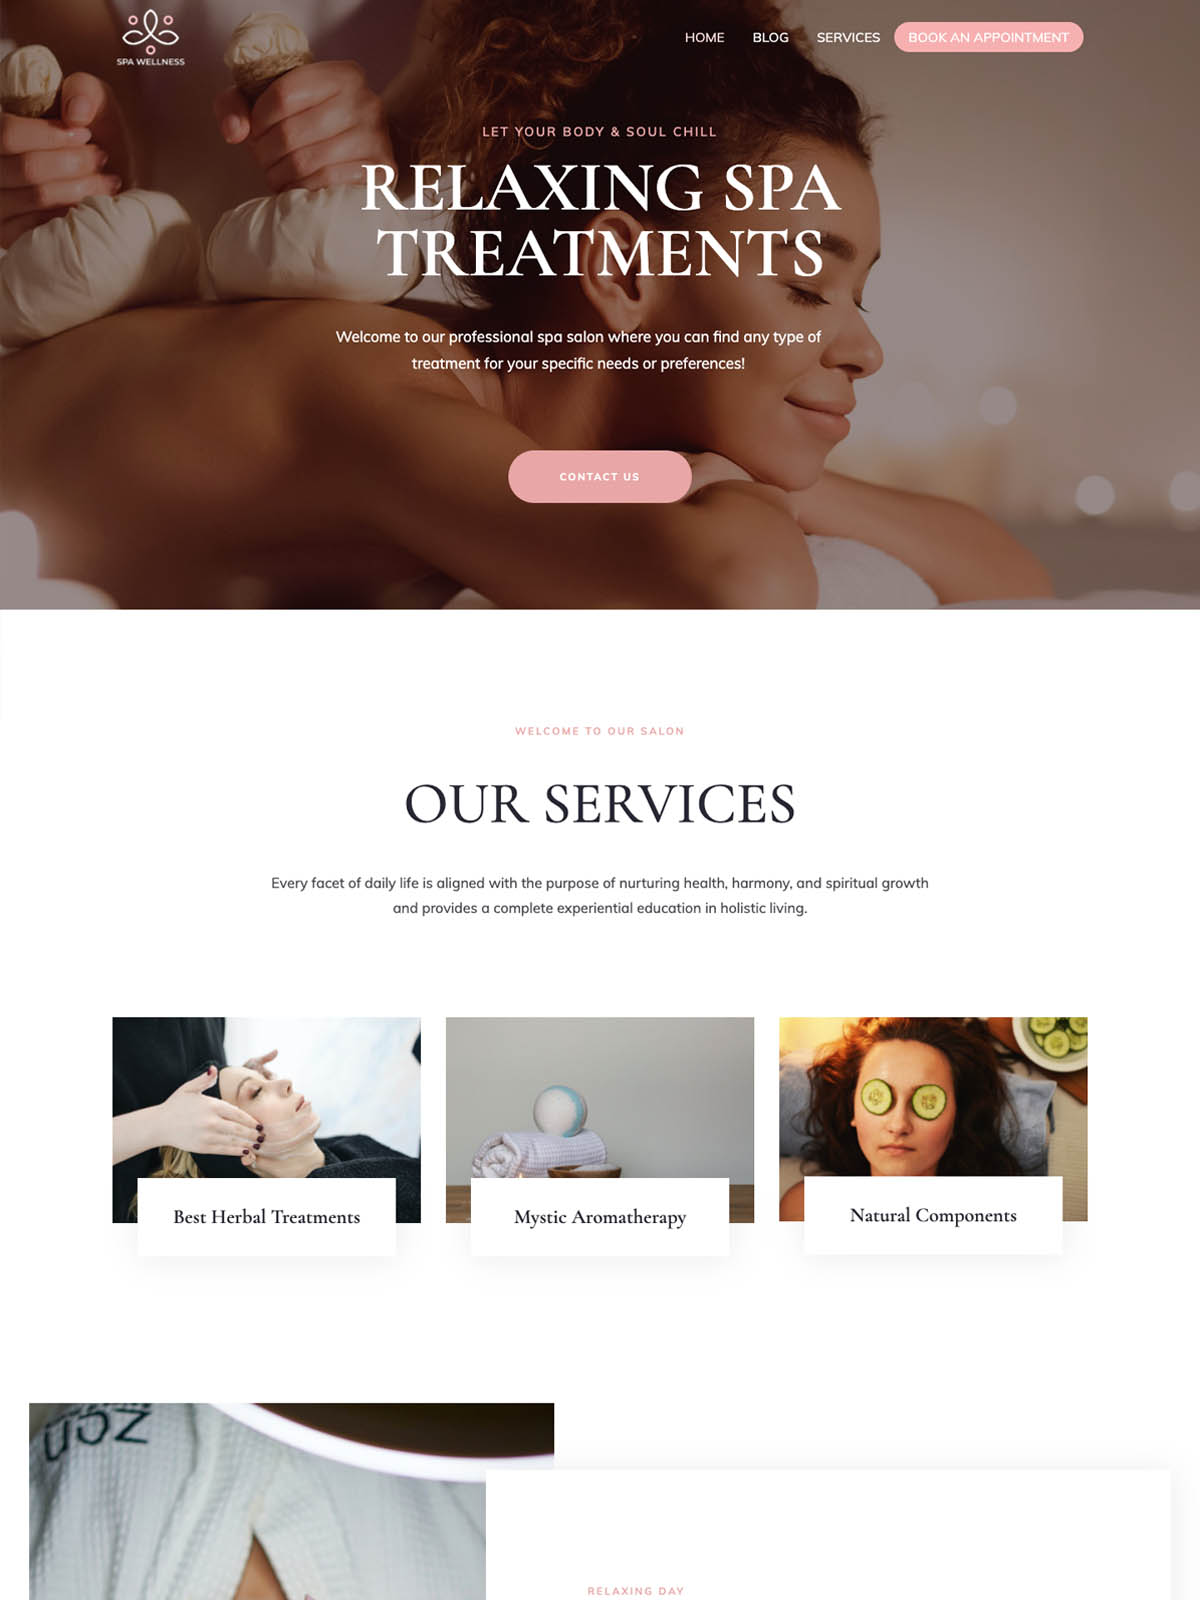 SPA WELLNESS
HOME BLOG SERVICES BOOK AN APPOINTMENT
LET YOUR BODY & SOUL CHILL
RELAXING SPA
TREATMENTS
Welcome to our professional spa salon where you can find any type of
treatment for your specific needs or preferences!
CONTACT US
WELCOME TO OUR SALON
OUR SERVICES
Every facet of daily life is aligned with the purpose of nurturing health, harmony, and spiritual growth
and provides a complete experiential education in holistic living.
Best Herbal Treatments
Mystic Aromatherapy
Natural Components
RELAXING DAY